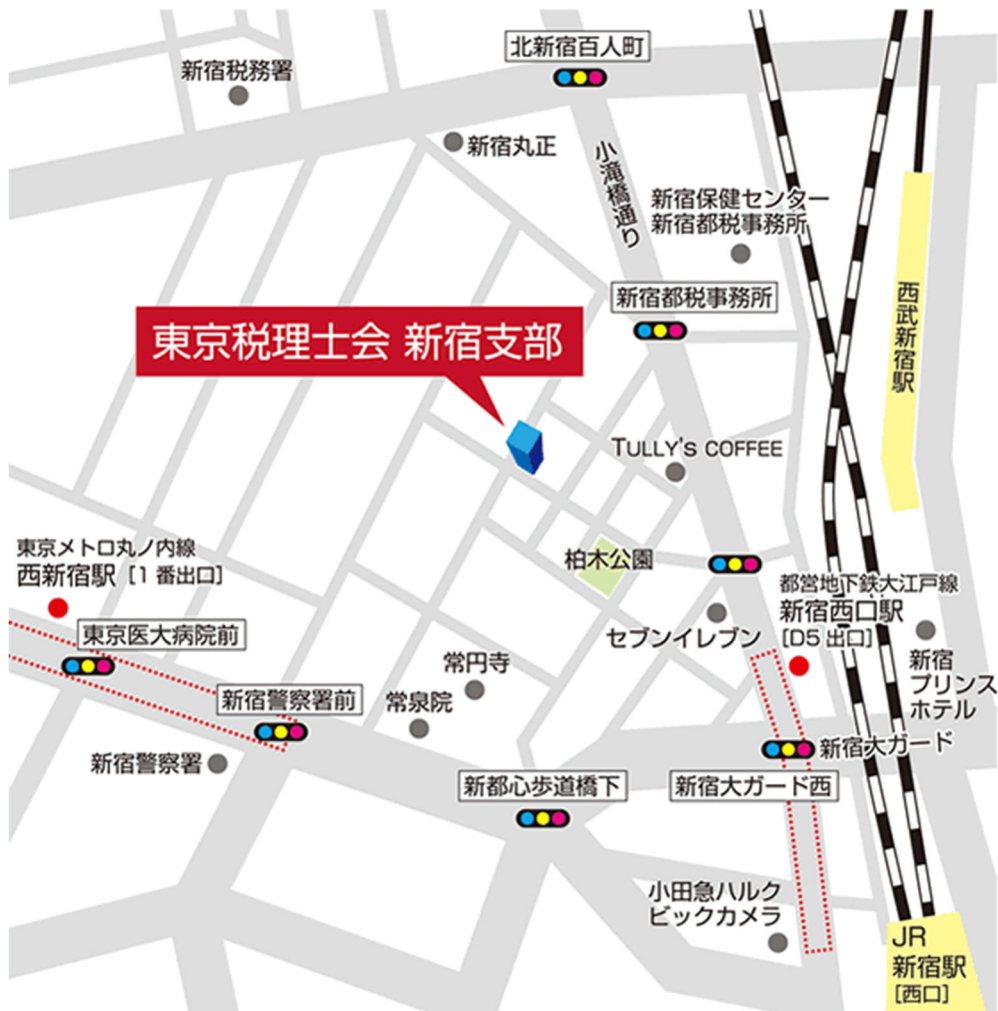 北新宿百人町
新宿税務署
新宿丸正
小滝橋通り
新宿保健センター
新宿都税事務所
新宿都税事務所
西武新宿駅
東京税理士会 新宿支部
TULLY's COFFEE
東京メトロ丸ノ内線
西新宿駅 [1番出口]
柏木公園
都営地下鉄大江戸線
新宿西口駅
[D5 出口]
東京医大病院前
セブンイレブン
新宿
プリンス
ホテル
常円寺
新宿警察署前
常泉院
新宿大ガード
新宿警察署
新都心歩道橋下
新宿大ガード西
小田急ハルク
ビックカメラ
JR
新宿駅
[西口]